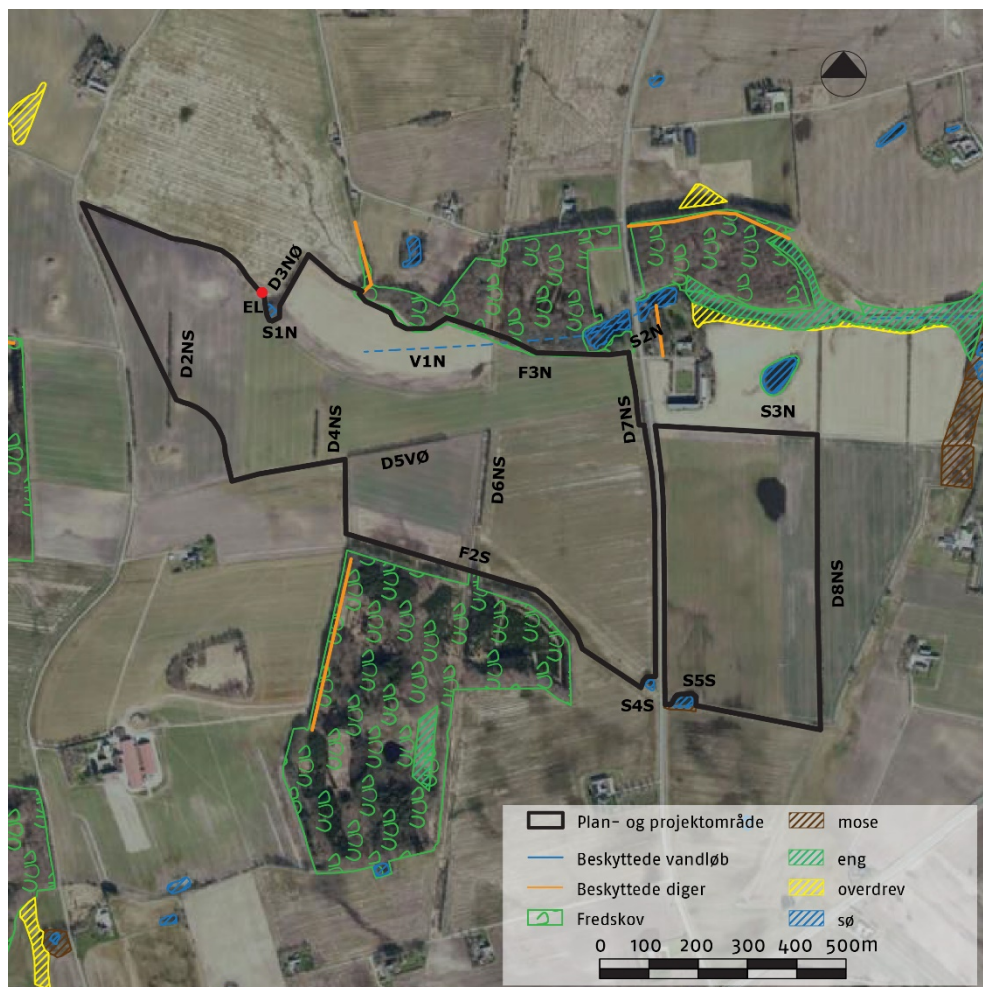 D3NØ
EL
S1N
D2NS
V1N
S2N
F3N
S3N
D4NS
D7NS
D5VØ
D6NS
F2S
D8NS
S5S
S4S
Plan- og projektområde
mose
Beskyttede vandløb
eng
Beskyttede diger
overdrev
Fredskov
sø
0 100 200 300 400 500m